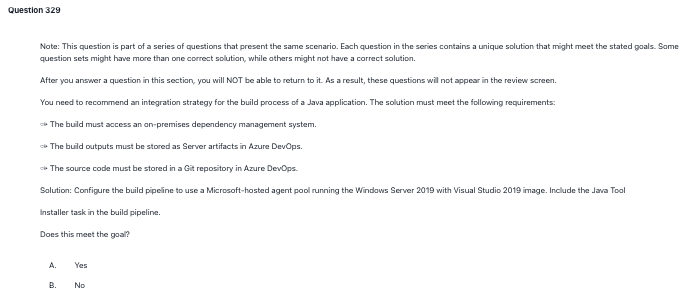 Question 329
Note: This question is part of a series of questions that present the same scenario. Each question in the series contains a unique solution that might meet the stated goals. Some
question sets might have more than one correct solution, while others might not have a correct solution.
After you answer a question in this section, you will NOT be able to return to it. As a result, these questions will not appear in the review screen.
You need to recommend an integration strategy for the build process of a Java application. The solution must meet the following requirements:
✑ The build must access an on-premises dependency management system.
✑ The build outputs must be stored as Server artifacts in Azure DevOps.
✑ The source code must be stored in a Git repository in Azure DevOps.
Solution: Configure the build pipeline to use a Microsoft-hosted agent pool running the Windows Server 2019 with Visual Studio 2019 image. Include the Java Tool
Installer task in the build pipeline.
Does this meet the goal?
A. Yes
B. No